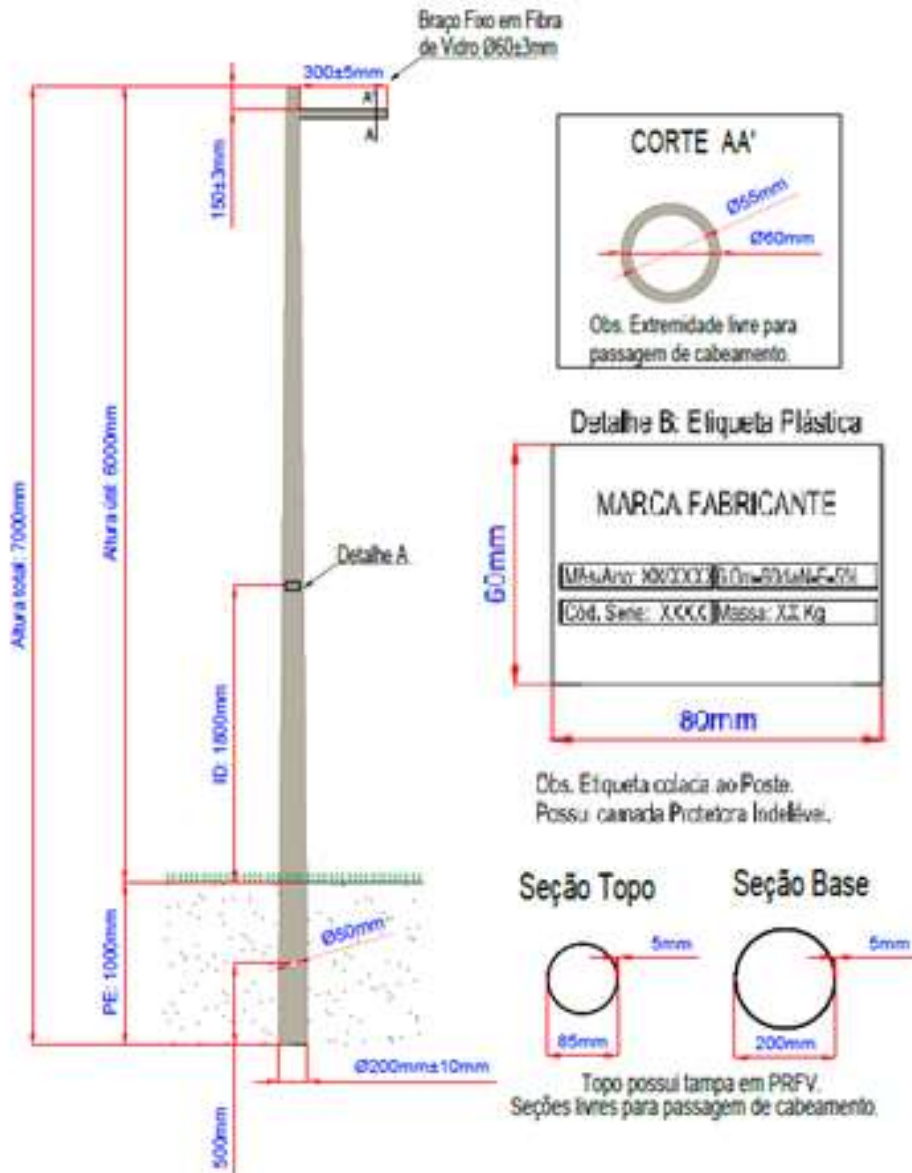 Braço Fixo em Fibra
de Vidro Ø60±3mm
300±5mm
A'
A
150±3mm
CORTE AA'
Ø55mm
Ø60mm
Obs. Extremidade livre para
passagem de cabeamento.
Altura total: 7000mm
Altura útil: 6000mm
Detalhe A
ID: 1800mm
Detalhe B: Etiqueta Plástica
MARCA FABRICANTE
Mês/Ano: XX/XXXX
Cód. Serie: XXXX Massa: XX Kg
60mm
80mm
Obs. Etiqueta colada ao Poste.
Possui camada Protetora Indelével.
PE: 1000mm
Ø50mm
500mm
Ø200mm±10mm
Seção Topo
Seção Base
5mm
5mm
85mm
200mm
Topo possui tampa em PRFV.
Seções livres para passagem de cabeamento.